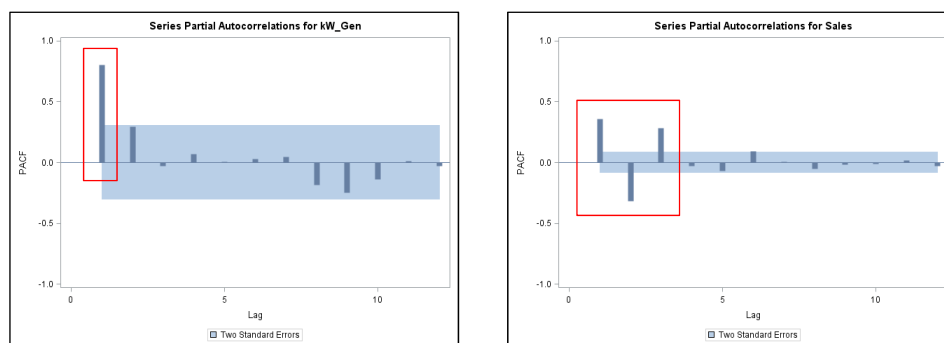 Series Partial Autocorrelations for kW_Gen
1.0
0.5
0.0
-0.5
-1.0
PACF
0
5
10
Lag
Two Standard Errors
Series Partial Autocorrelations for Sales
1.0
0.5
0.0
-0.5
-1.0
PACF
0
5
10
Lag
Two Standard Errors